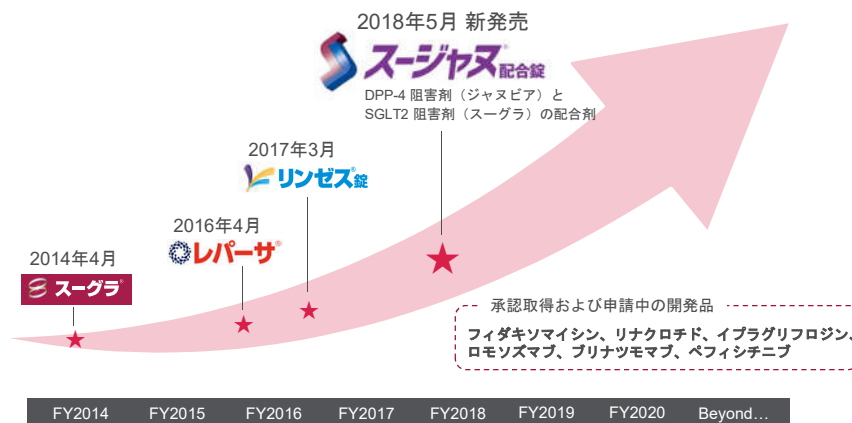 2018年5月 新発売
スージャヌ® 配合錠
DPP-4 阻害剤（ジャヌビア）と
SGLT2 阻害剤（スーグラ）の配合剤
2017年3月
リンゼス®錠
2016年4月
レパーサ®
2014年4月
スーグラ®
承認取得および申請中の開発品
フィダキソマイシン、リナクロチド、イプラグリフロジン、
ロモソズマブ、ブリナツモマブ、ペフィシチニブ
FY2014 FY2015 FY2016 FY2017 FY2018 FY2019 FY2020 Beyond…